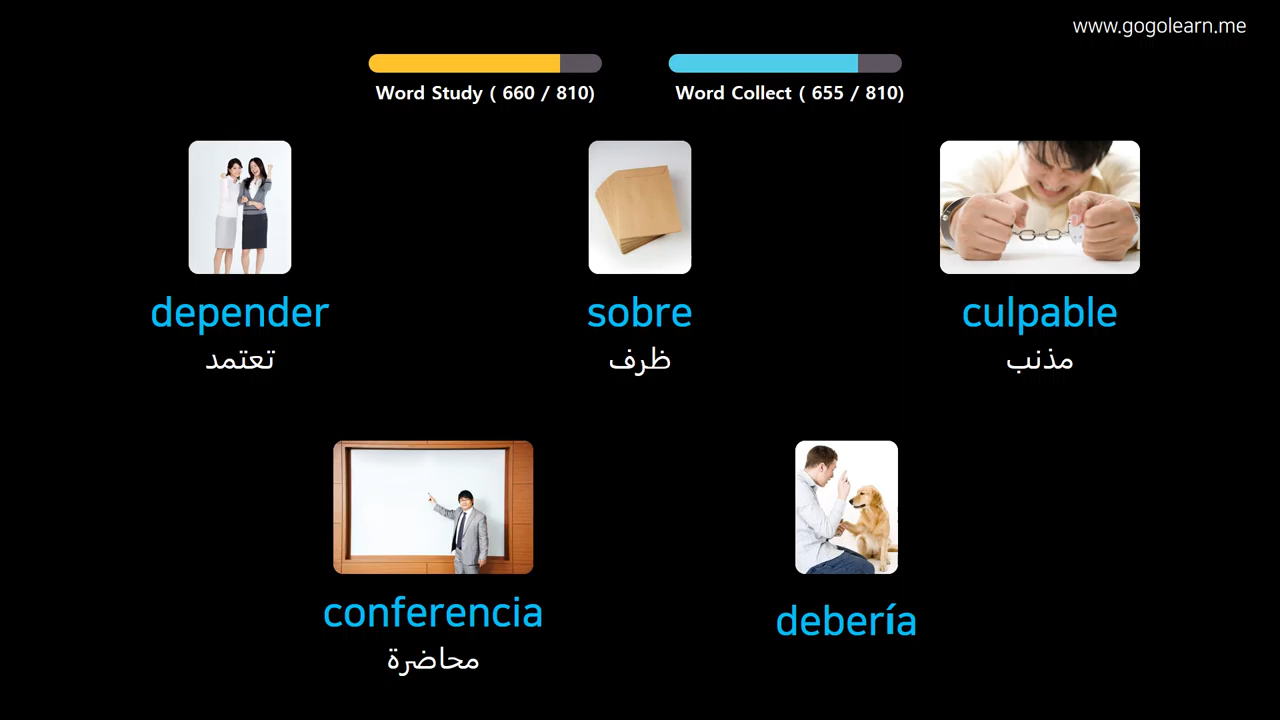 www.gogolearn.me
Word Study ( 660 / 810)
Word Collect ( 655 / 810)
depender
تعتمد
sobre
ظرف
culpable
مذنب
conferencia
محاضرة
debería